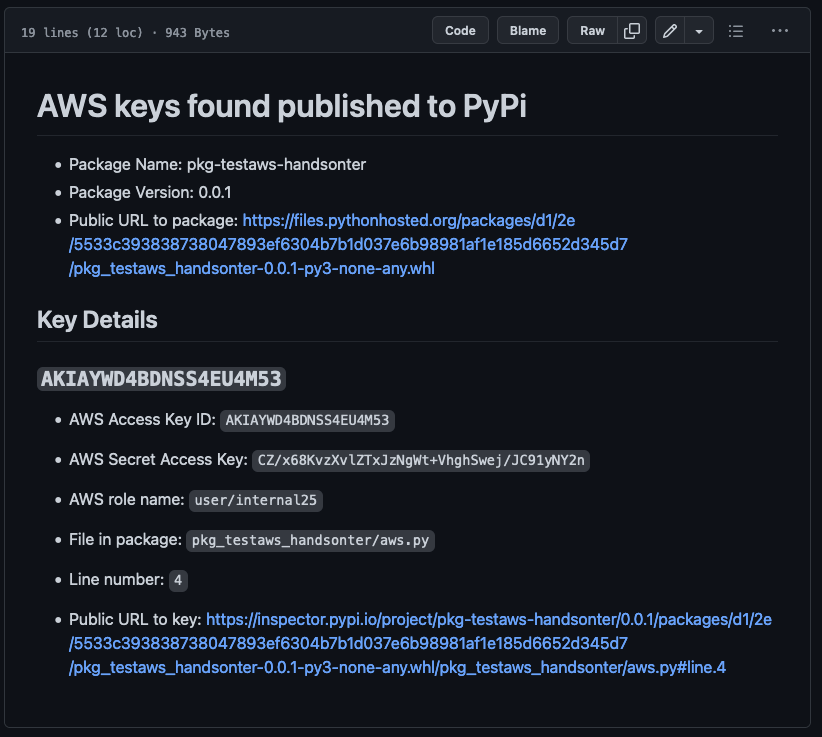 19 lines (12 loc) · 943 Bytes
Code
Blame
Raw
AWS keys found published to PyPi
• Package Name: pkg-testaws-handsonter
• Package Version: 0.0.1
• Public URL to package: https://files.pythonhosted.org/packages/d1/2e
/5533c393838738047893ef6304b7b1d037e6b98981af1e185d6652d345d7
/pkg_testaws_handsonter-0.0.1-py3-none-any.whl
Key Details
AKIAYWD4BDNSS4EU4M53
• AWS Access Key ID: AKIAYWD4BDNSS4EU4M53
• AWS Secret Access Key: CZ/x68KvzXvlZTxJzNgWt+VhghSwej/JC91yNY2n
• AWS role name: user/internal25
• File in package: pkg_testaws_handsonter/aws.py
• Line number: 4
• Public URL to key: https://inspector.pypi.io/project/pkg-testaws-handsonter/0.0.1/packages/d1/2e
/5533c393838738047893ef6304b7b1d037e6b98981af1e185d6652d345d7
/pkg_testaws_handsonter-0.0.1-py3-none-any.whl/pkg_testaws_handsonter/aws.py#line.4